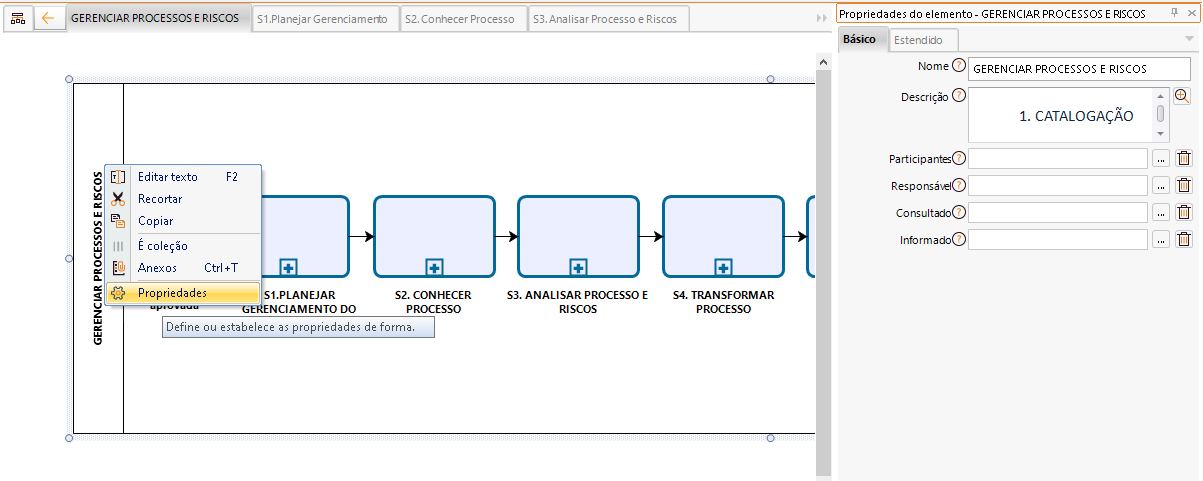 GERENCIAR PROCESSOS E RISCOS
S1.Planejar Gerenciamento
S2. Conhecer Processo
S3. Analisar Processo e Riscos
Propriedades do elemento - GERENCIAR PROCESSOS E RISCOS
Básico
Estendido
Nome ? GERENCIAR PROCESSOS E RISCOS
Descrição ? 1. CATALOGAÇÃO
Participantes ? ...
Responsável ? ...
Consultado ? ...
Informado ? ...
GERENCIAR PROCESSOS E RISCOS
Editar texto F2
Recortar
Copiar
É coleção
Anexos Ctrl+T
Propriedades
aprovada
Define ou estabelece as propriedades de forma.
S1.PLANEJAR
GERENCIAMENTO DO
S2. CONHECER
PROCESSO
S3. ANALISAR PROCESSO E
RISCOS
S4. TRANSFORMAR
PROCESSO